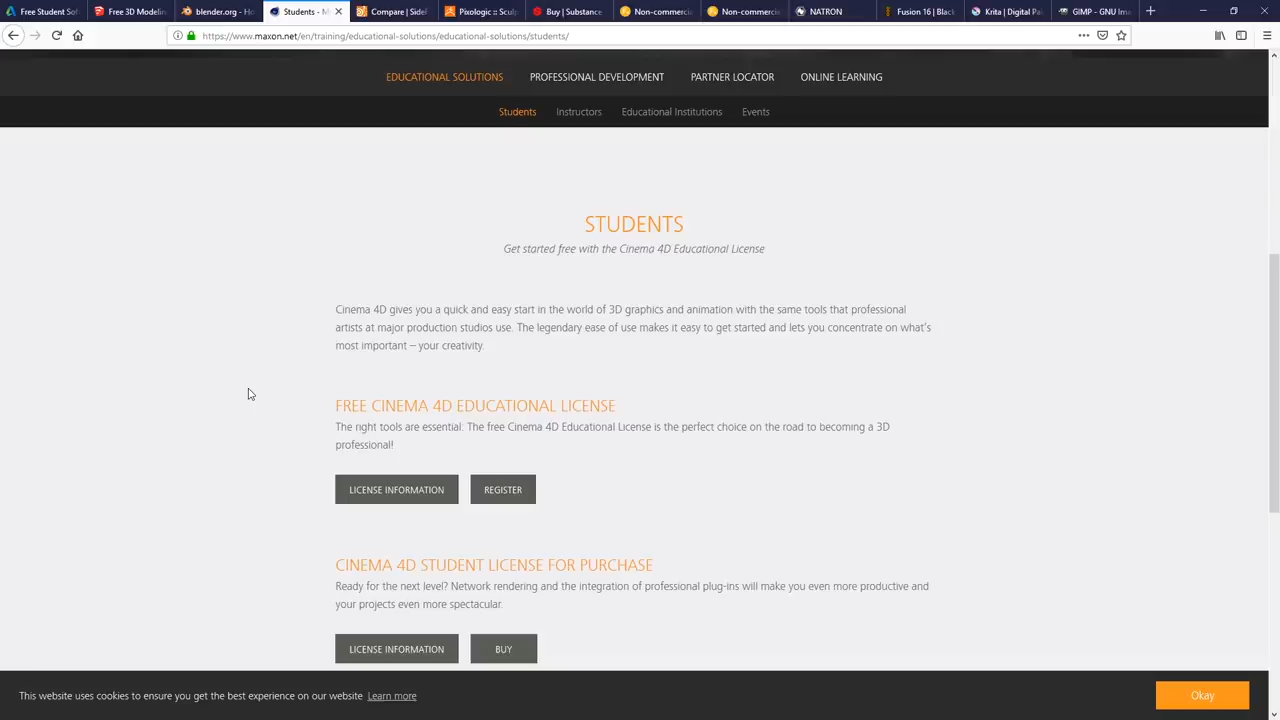 Free Student Sof
Free 3D Modelin
blender.org - Ho
Students - M
Compare | SideF
Pixologic :: Sculp
Buy | Substance
Non-commercia
Non-commercia
NATRON
Fusion 16 | Black
Krita | Digital Pa
GIMP - GNU Ima
https://www.maxon.net/en/training/educational-solutions/educational-solutions/students/
EDUCATIONAL SOLUTIONS PROFESSIONAL DEVELOPMENT PARTNER LOCATOR ONLINE LEARNING
Students Instructors Educational Institutions Events
STUDENTS
Get started free with the Cinema 4D Educational License
Cinema 4D gives you a quick and easy start in the world of 3D graphics and animation with the same tools that professional
artists at major production studios use. The legendary ease of use makes it easy to get started and lets you concentrate on what's
most important – your creativity.
FREE CINEMA 4D EDUCATIONAL LICENSE
The right tools are essential: The free Cinema 4D Educational License is the perfect choice on the road to becoming a 3D
professional!
LICENSE INFORMATION REGISTER
CINEMA 4D STUDENT LICENSE FOR PURCHASE
Ready for the next level? Network rendering and the integration of professional plug-ins will make you even more productive and
your projects even more spectacular.
LICENSE INFORMATION BUY
This website uses cookies to ensure you get the best experience on our website Learn more
Okay